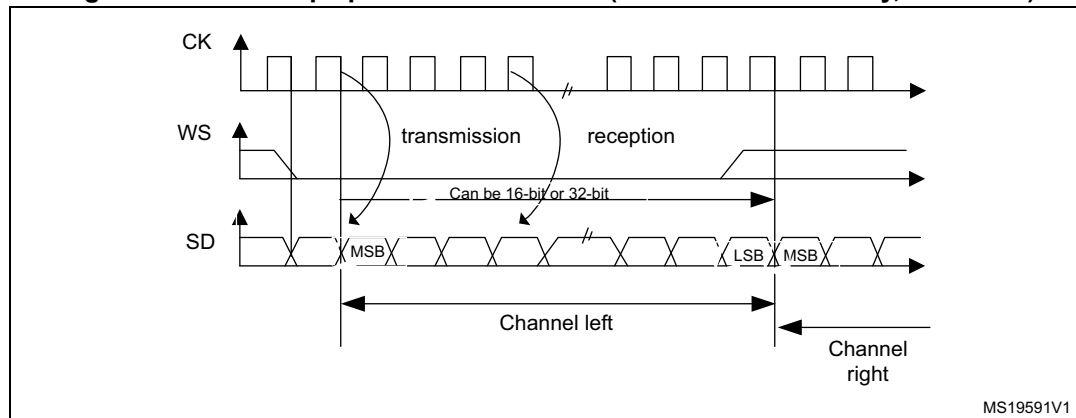 CK
WS
transmission reception
Can be 16-bit or 32-bit
SD
MSB LSB MSB
Channel left
Channel
right
MS19591V1